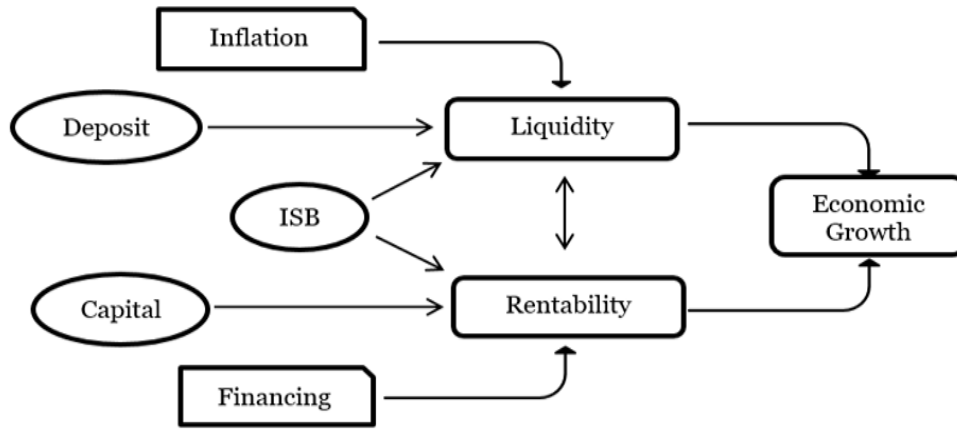 Inflation
Deposit
Liquidity
ISB
Economic
Growth
Capital
Rentability
Financing